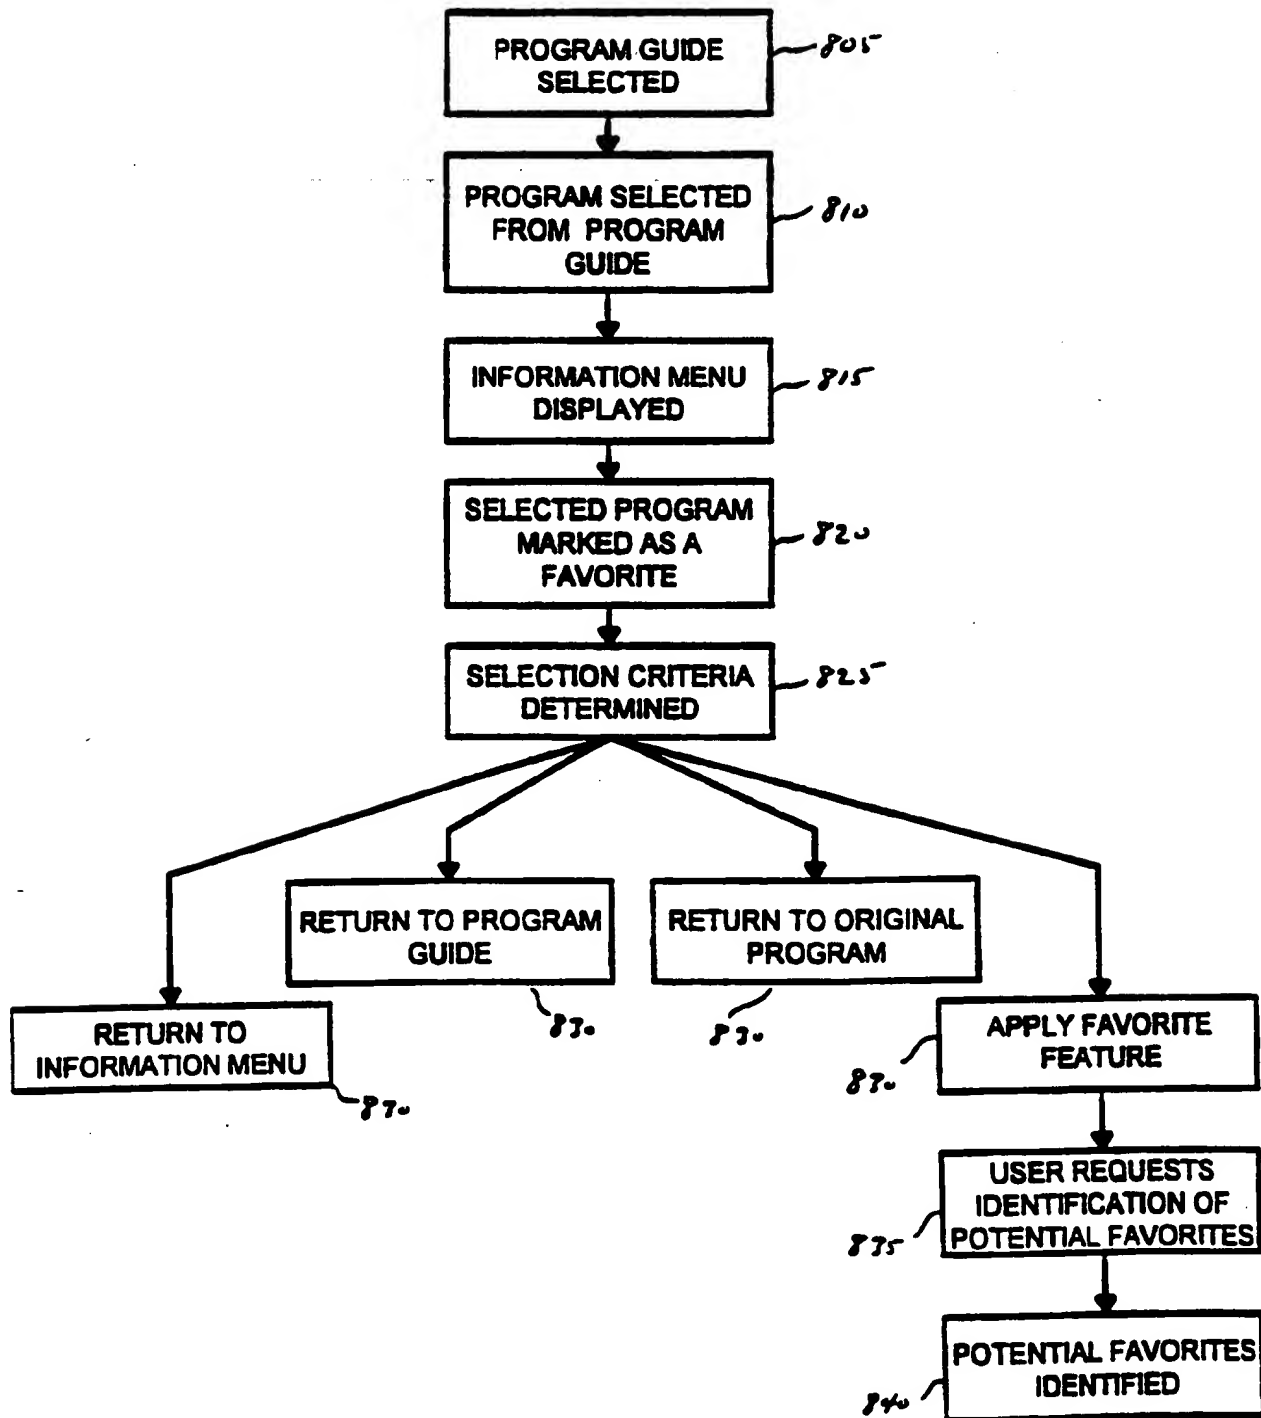 PROGRAM GUIDE
SELECTED
805
PROGRAM SELECTED
FROM PROGRAM
GUIDE
810
INFORMATION MENU
DISPLAYED
815
SELECTED PROGRAM
MARKED AS A
FAVORITE
820
SELECTION CRITERIA
DETERMINED
825
RETURN TO PROGRAM
GUIDE
830
RETURN TO ORIGINAL
PROGRAM
830
RETURN TO
INFORMATION MENU
830
APPLY FAVORITE
FEATURE
830
USER REQUESTS
IDENTIFICATION OF
POTENTIAL FAVORITES
835
POTENTIAL FAVORITES
IDENTIFIED
840